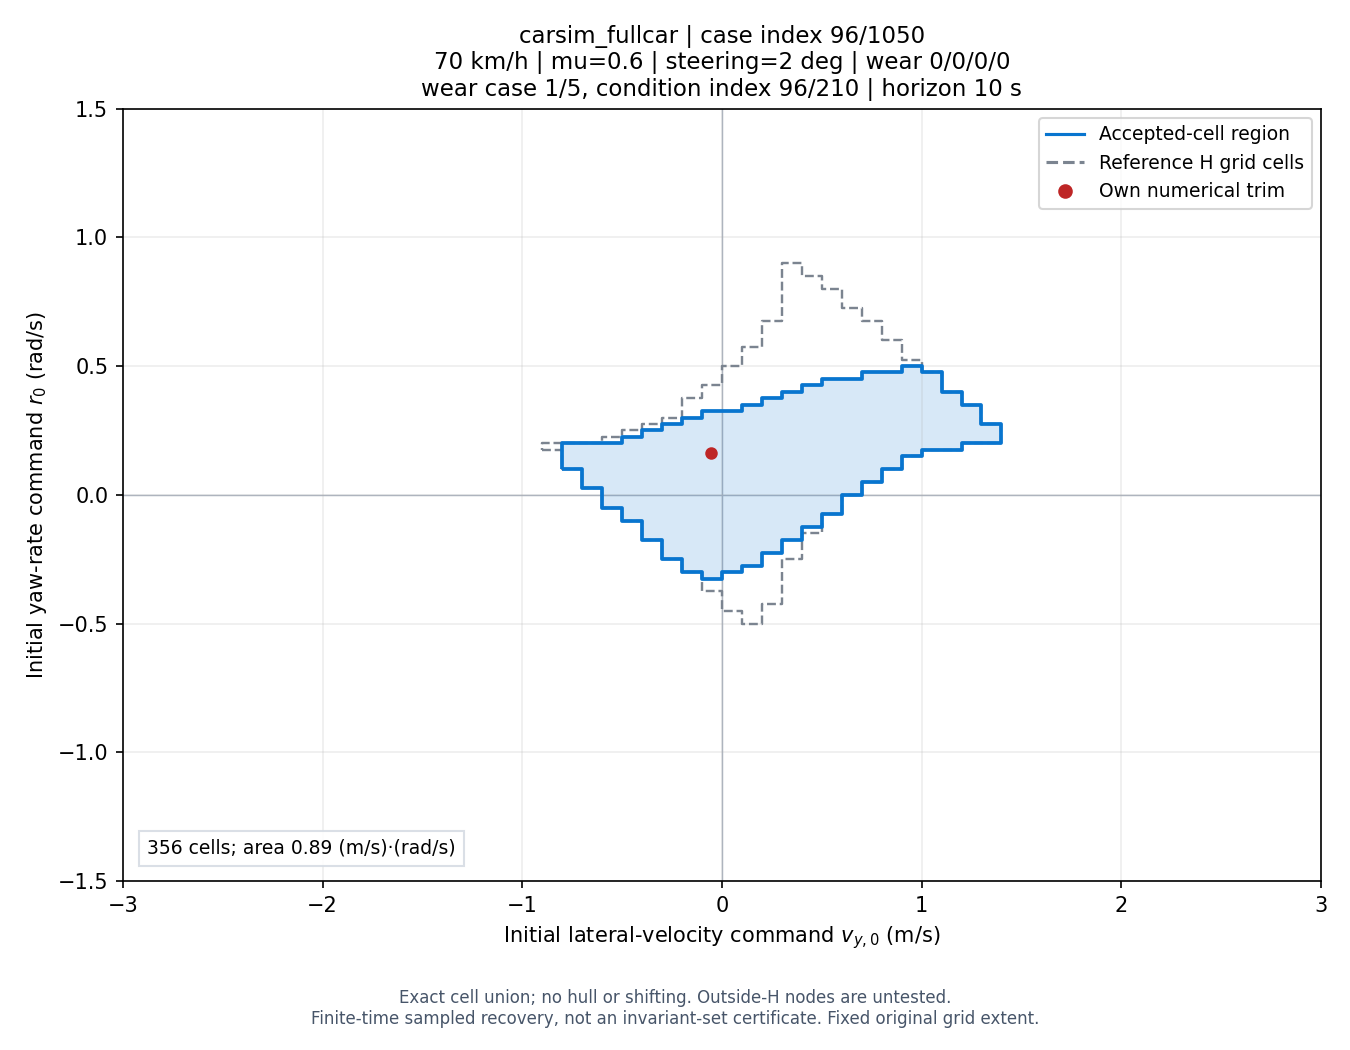 carsim_fullcar | case index 96/1050
70 km/h | mu=0.6 | steering=2 deg | wear 0/0/0/0
wear case 1/5, condition index 96/210 | horizon 10 s
Accepted-cell region
Reference H grid cells
Own numerical trim
1.5
1.0
0.5
0.0
−0.5
−1.0
−1.5
Initial yaw-rate command r0 (rad/s)
356 cells; area 0.89 (m/s)·(rad/s)
−3
−2
−1
0
1
2
3
Initial lateral-velocity command vy,0 (m/s)
Exact cell union; no hull or shifting. Outside-H nodes are untested.
Finite-time sampled recovery, not an invariant-set certificate. Fixed original grid extent.